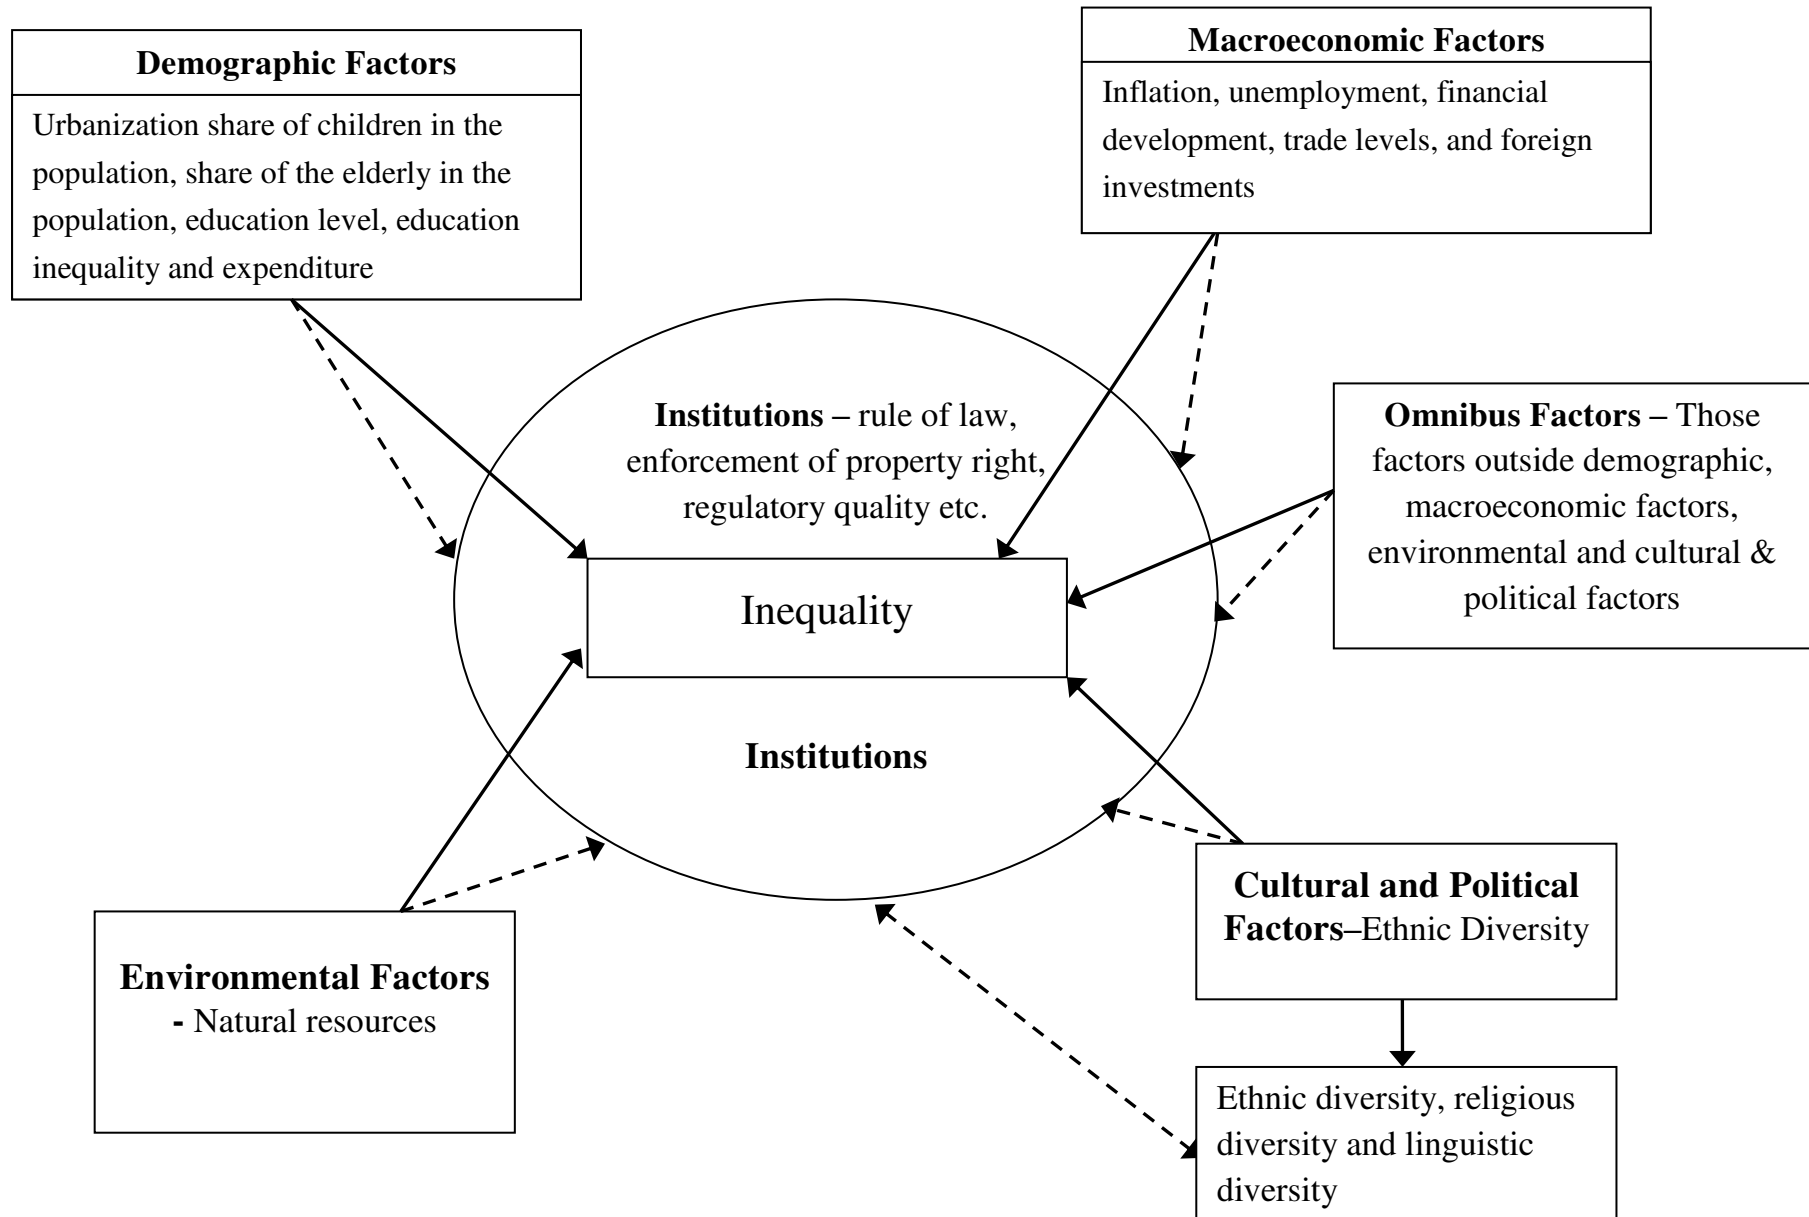 Demographic Factors
Urbanization share of children in the
population, share of the elderly in the
population, education level, education
inequality and expenditure
Macroeconomic Factors
Inflation, unemployment, financial
development, trade levels, and foreign
investments
Institutions – rule of law,
enforcement of property right,
regulatory quality etc.
Omnibus Factors – Those
factors outside demographic,
macroeconomic factors,
environmental and cultural &
political factors
Inequality
Institutions
Cultural and Political
Factors–Ethnic Diversity
Environmental Factors
- Natural resources
Ethnic diversity, religious
diversity and linguistic
diversity